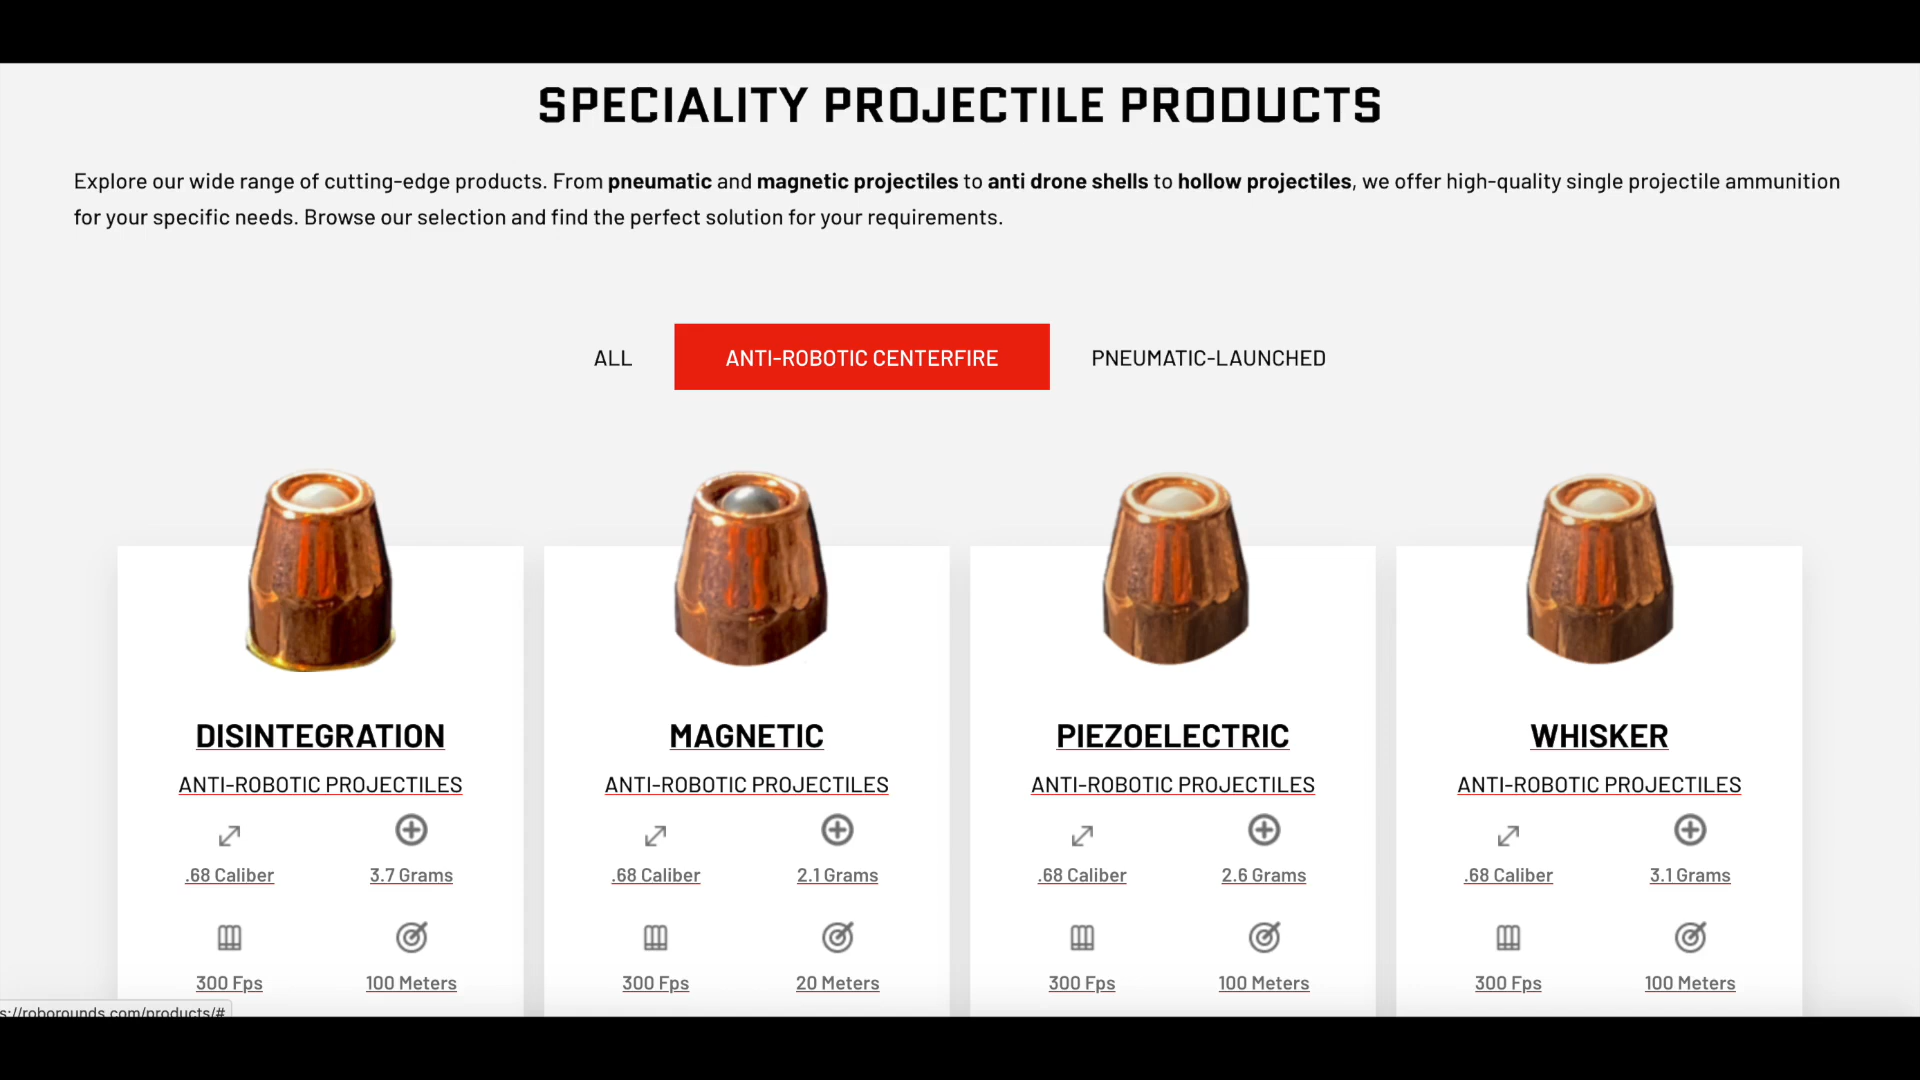 SPECIALITY PROJECTILE PRODUCTS
Explore our wide range of cutting-edge products. From pneumatic and magnetic projectiles to anti drone shells to hollow projectiles, we offer high-quality single projectile ammunition
for your specific needs. Browse our selection and find the perfect solution for your requirements.
ALL ANTI-ROBOTIC CENTERFIRE PNEUMATIC-LAUNCHED
DISINTEGRATION MAGNETIC PIEZOELECTRIC WHISKER
ANTI-ROBOTIC PROJECTILES ANTI-ROBOTIC PROJECTILES ANTI-ROBOTIC PROJECTILES ANTI-ROBOTIC PROJECTILES
.68 Caliber 3.7 Grams .68 Caliber 2.1 Grams .68 Caliber 2.6 Grams .68 Caliber 3.1 Grams
300 Fps 100 Meters 300 Fps 20 Meters 300 Fps 100 Meters 300 Fps 100 Meters
s://roborounds.com/products/#